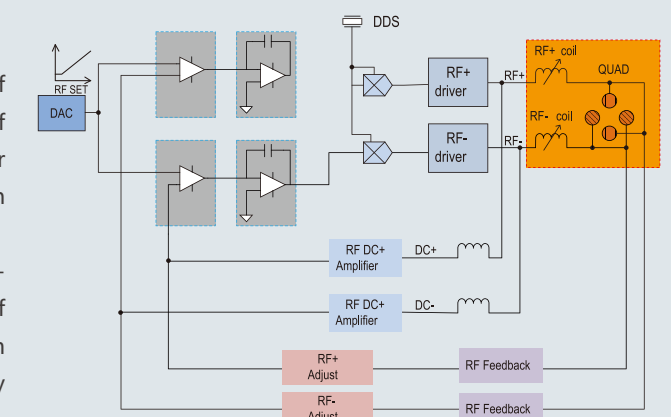 DDS
RF SET
DAC
RF+
driver
RF+
RF+ coil
QUAD
RF-
driver
RF-
RF- coil
RF DC+
Amplifier
DC+
RF DC+
Amplifier
DC-
RF+
Adjust
RF Feedback
RF-
Adjust
RF Feedback